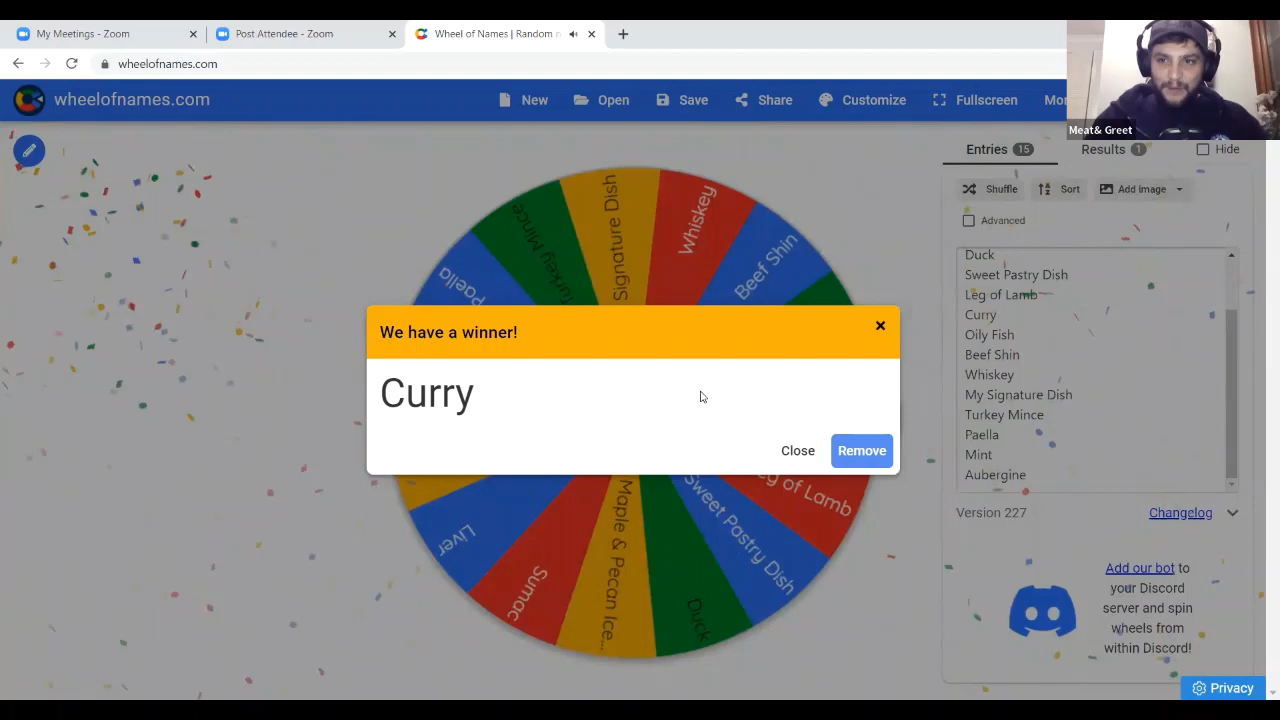 My Meetings - Zoom
Post Attendee - Zoom
Wheel of Names | Random n
wheelofnames.com
wheelofnames.com
New
Open
Save
Share
Customize
Fullscreen
Mor
Meat& Greet
Entries 15
Results 1
Hide
Shuffle
Sort
Add image
Advanced
Duck
Sweet Pastry Dish
Leg of Lamb
Curry
Oily Fish
Beef Shin
Whiskey
My Signature Dish
Turkey Mince
Paella
Mint
Aubergine
Version 227
Changelog
Add our bot to
your Discord
server and spin
wheels from
within Discord!
Privacy
Paella
Turkey Mince
Signature Dish
Whiskey
Beef Shin
We have a winner!
Curry
Close
Remove
Liver
Sumac
Maple & Pecan Ice...
Duck
Sweet Pastry Dish
Leg of Lamb